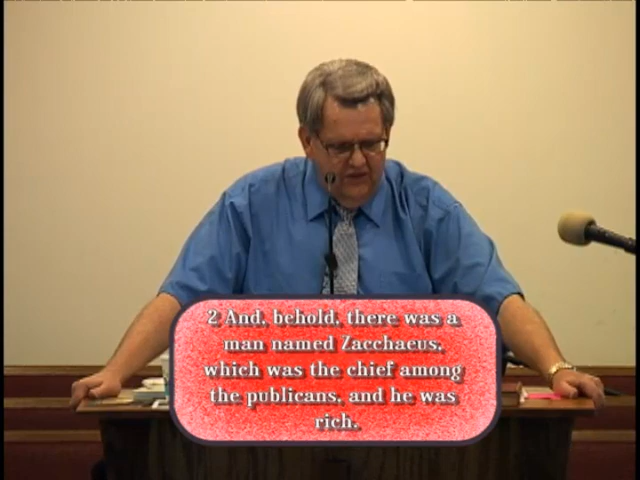 2 And, behold, there was a
man named Zacchaeus,
which was the chief among
the publicans, and he was
rich.